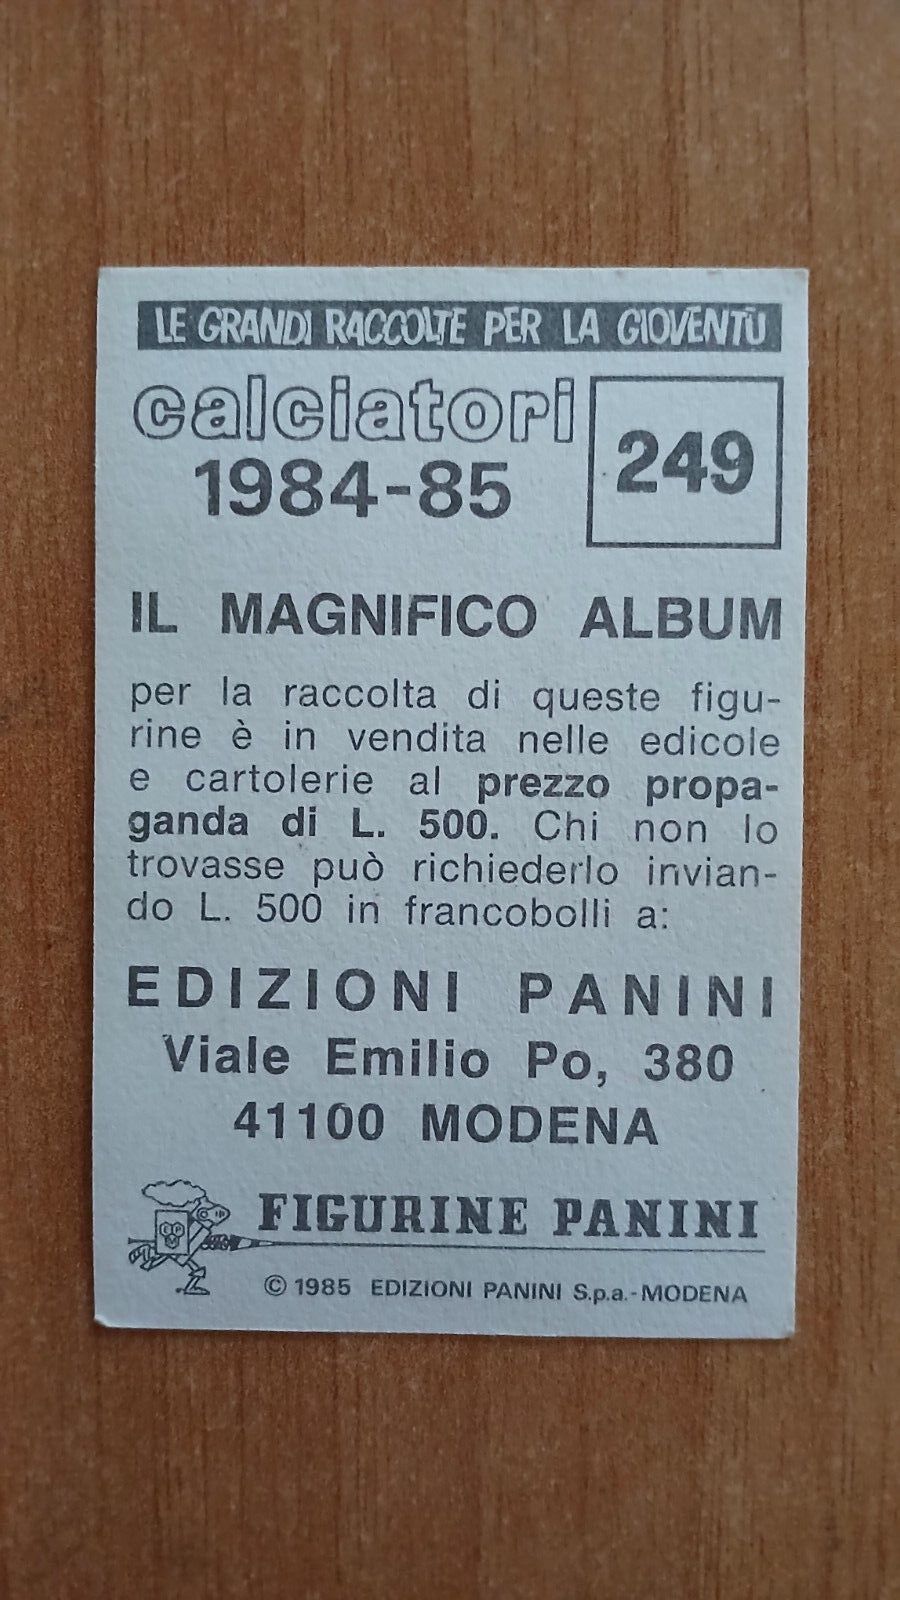 LE GRANDI RACCOLTE PER LA GIOVENTÙ
calciatori
1984-85
249
IL MAGNIFICO ALBUM
per la raccolta di queste figu-
rine è in vendita nelle edicole
e cartolerie al prezzo propa-
ganda di L. 500. Chi non lo
trovasse può richiederlo invian-
do L. 500 in francobolli a:
EDIZIONI PANINI
Viale Emilio Po, 380
41100 MODENA
FIGURINE PANINI
© 1985 EDIZIONI PANINI S.p.a.-MODENA